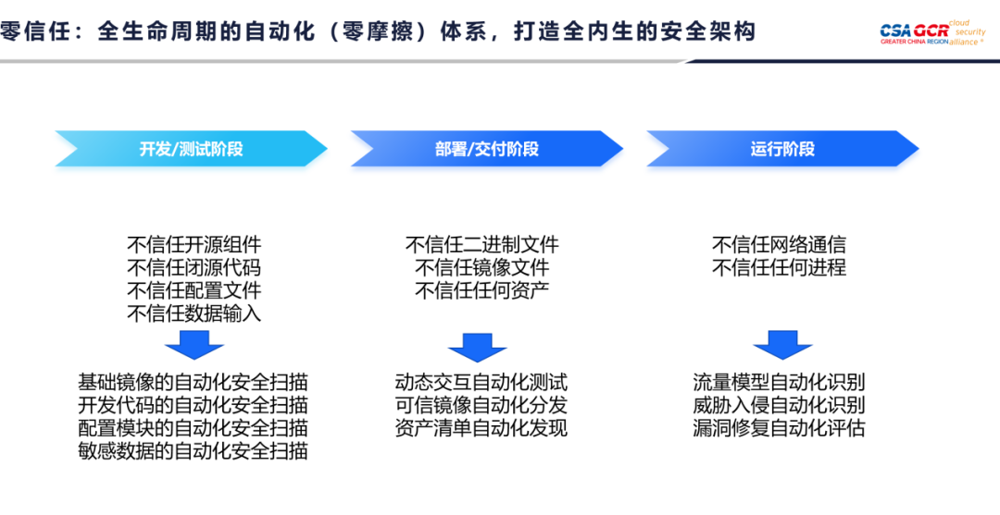 零信任：全生命周期的自动化（零摩擦）体系，打造全内生的安全架构
CSA GCR cloud security alliance ®
GREATER CHINA REGION
开发/测试阶段
部署/交付阶段
运行阶段
不信任开源组件
不信任闭源代码
不信任配置文件
不信任数据输入
不信任二进制文件
不信任镜像文件
不信任任何资产
不信任网络通信
不信任任何进程
基础镜像的自动化安全扫描
开发代码的自动化安全扫描
配置模块的自动化安全扫描
敏感数据的自动化安全扫描
动态交互自动化测试
可信镜像自动化分发
资产清单自动化发现
流量模型自动化识别
威胁入侵自动化识别
漏洞修复自动化评估